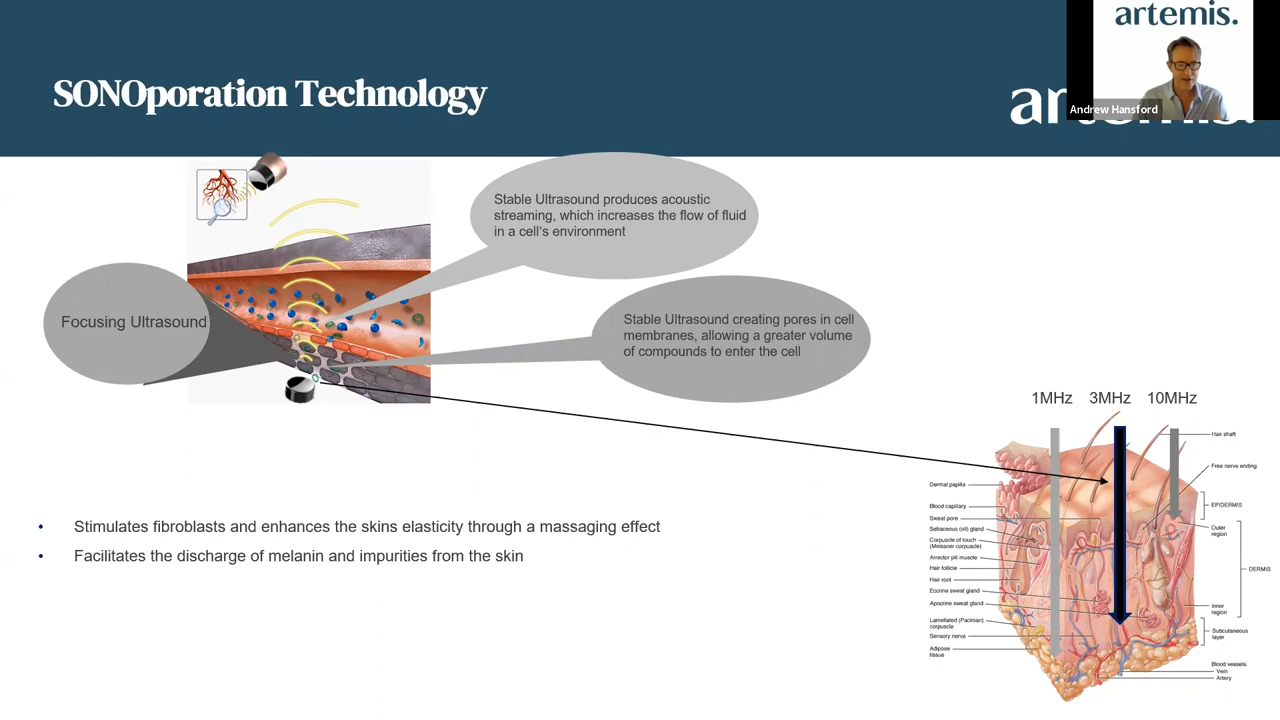 artemis.
SONOporation Technology
Andrew Hansford
Stable Ultrasound produces acoustic
streaming, which increases the flow of fluid
in a cell's environment
Focusing Ultrasound
Stable Ultrasound creating pores in cell
membranes, allowing a greater volume
of compounds to enter the cell
1MHz 3MHz 10MHz
Hair shaft
Free nerve ending
Dermal papilla
Blood capillary
Sweat pore
Sebaceous (oil) gland
Corpuscle of touch
(Meissner corpuscle)
Arrector pili muscle
Hair follicle
Hair root
Eccrine sweat gland
Apocrine sweat gland
Lamellated (Pacinian)
corpuscle
Sensory nerve
Adipose
tissue
EPIDERMIS
Outer
region
DERMIS
Inner
region
Subcutaneous
layer
Blood vessels:
Vein
Artery
• Stimulates fibroblasts and enhances the skins elasticity through a massaging effect
• Facilitates the discharge of melanin and impurities from the skin